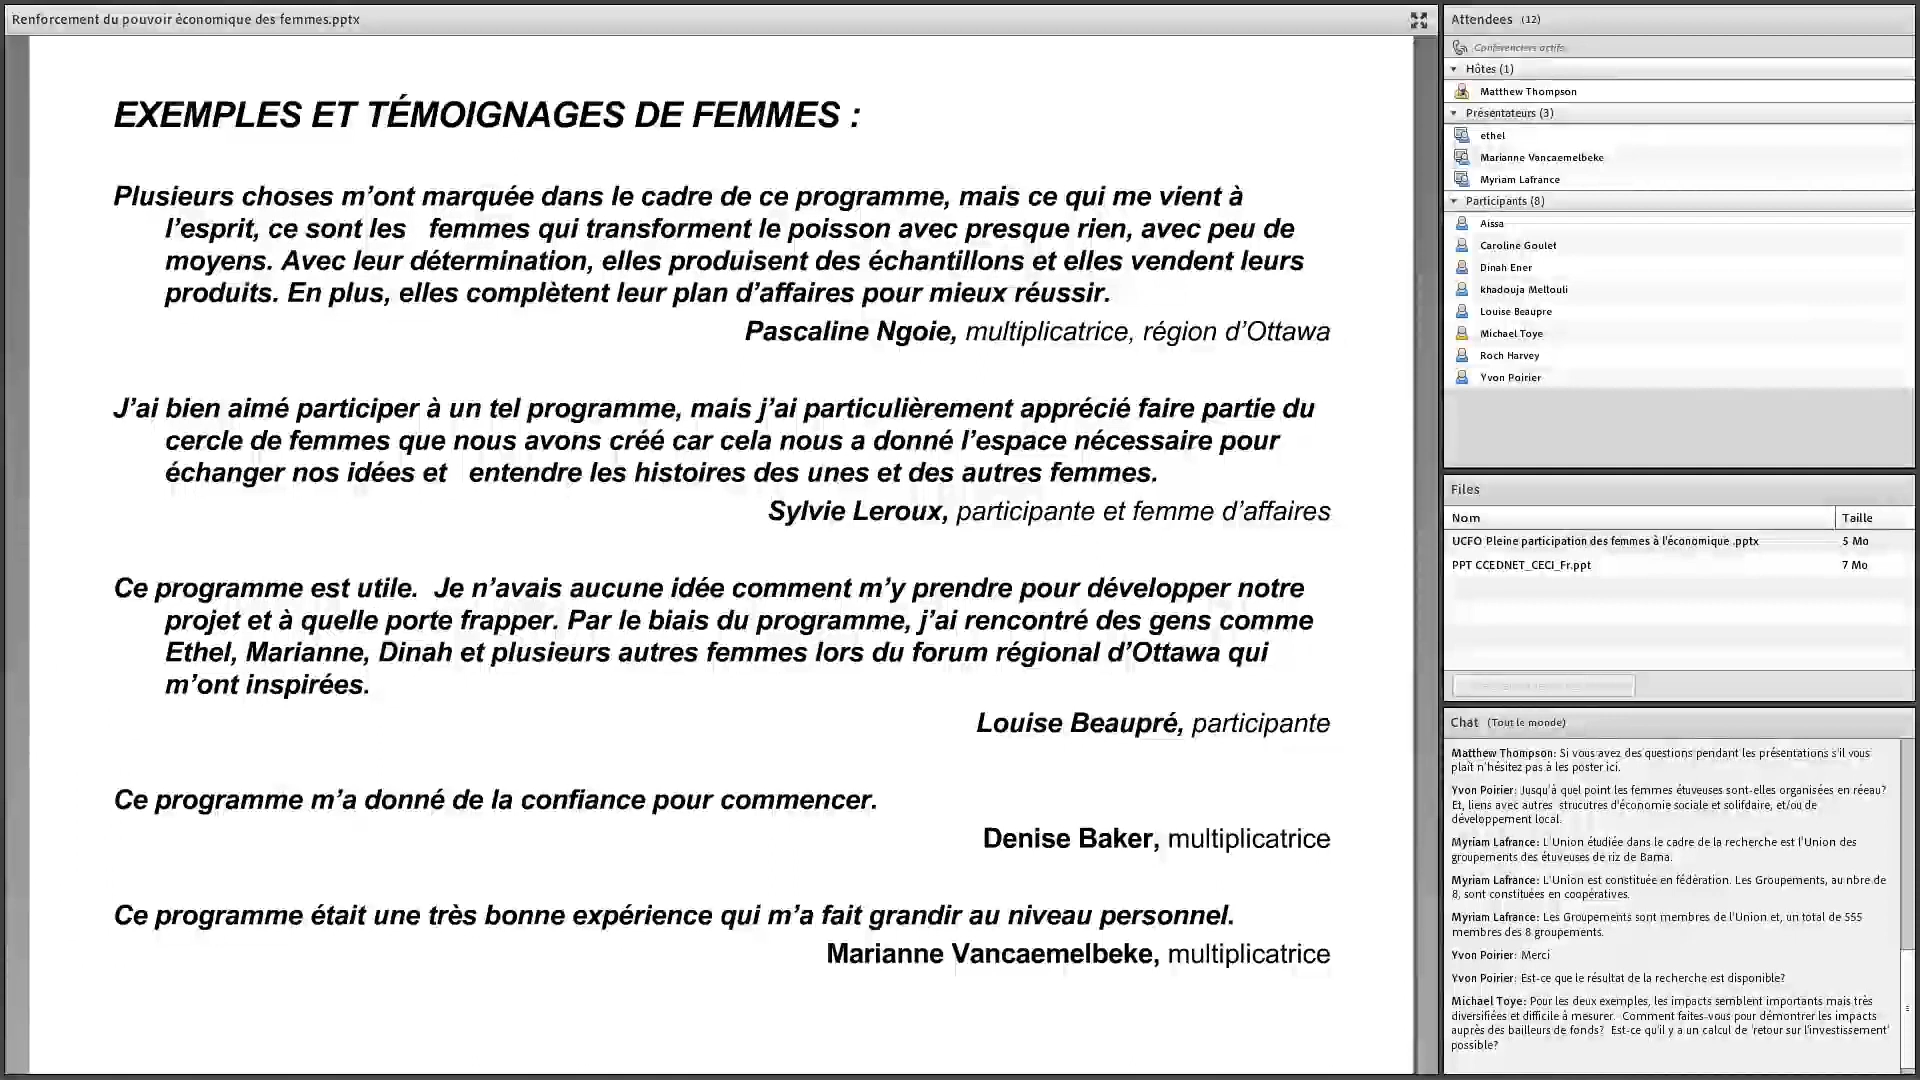 Renforcement du pouvoir économique des femmes.pptx
EXEMPLES ET TÉMOIGNAGES DE FEMMES :
Plusieurs choses m’ont marquée dans le cadre de ce programme, mais ce qui me vient à
l’esprit, ce sont les femmes qui transforment le poisson avec presque rien, avec peu de
moyens. Avec leur détermination, elles produisent des échantillons et elles vendent leurs
produits. En plus, elles complètent leur plan d’affaires pour mieux réussir.
Pascaline Ngoie, multiplicatrice, région d’Ottawa
J’ai bien aimé participer à un tel programme, mais j’ai particulièrement apprécié faire partie du
cercle de femmes que nous avons créé car cela nous a donné l’espace nécessaire pour
échanger nos idées et entendre les histoires des unes et des autres femmes.
Sylvie Leroux, participante et femme d’affaires
Ce programme est utile. Je n’avais aucune idée comment m’y prendre pour développer notre
projet et à quelle porte frapper. Par le biais du programme, j’ai rencontré des gens comme
Ethel, Marianne, Dinah et plusieurs autres femmes lors du forum régional d’Ottawa qui
m’ont inspirées.
Louise Beaupré, participante
Ce programme m’a donné de la confiance pour commencer.
Denise Baker, multiplicatrice
Ce programme était une très bonne expérience qui m’a fait grandir au niveau personnel.
Marianne Vancaemelbeke, multiplicatrice
Attendees (12)
Conférenciers actifs
Hôtes (1)
Matthew Thompson
Présentateurs (3)
ethel
Marianne Vancaemelbeke
Myriam Lafrance
Participants (8)
Aissa
Caroline Goulet
Dinah Ener
khadouja Mellouli
Louise Beaupre
Michael Toye
Roch Harvey
Yvon Poirier
Files
Nom Taille
UCFO Pleine participation des femmes à l'économique .pptx 5 Mo
PPT CCEDNET_CECI_Fr.ppt 7 Mo
Chat (Tout le monde)
Matthew Thompson: Si vous avez des questions pendant les présentations s'il vous
plaît n'hésitez pas à les poster ici.
Yvon Poirier: Jusqu'à quel point les femmes étuveuses sont-elles organisées en réeau?
Et, liens avec autres strucutres d'économie sociale et solifdaire, et/ou de
développement local.
Myriam Lafrance: L'Union étudiée dans le cadre de la recherche est l'Union des
groupements des étuveuses de riz de Bama.
Myriam Lafrance: L'Union est constituée en fédération. Les Groupements, au nbre de
8, sont constituées en coopératives.
Myriam Lafrance: Les Groupements sont membres de l'Union et, un total de 555
membres des 8 groupements.
Yvon Poirier: Merci
Yvon Poirier: Est-ce que le résultat de la recherche est disponible?
Michael Toye: Pour les deux exemples, les impacts semblent importants mais très
diversifiées et difficile à mesurer. Comment faites-vous pour démontrer les impacts
auprès des bailleurs de fonds? Est-ce qu'il y a un calcul de 'retour sur l'investissement'
possible?